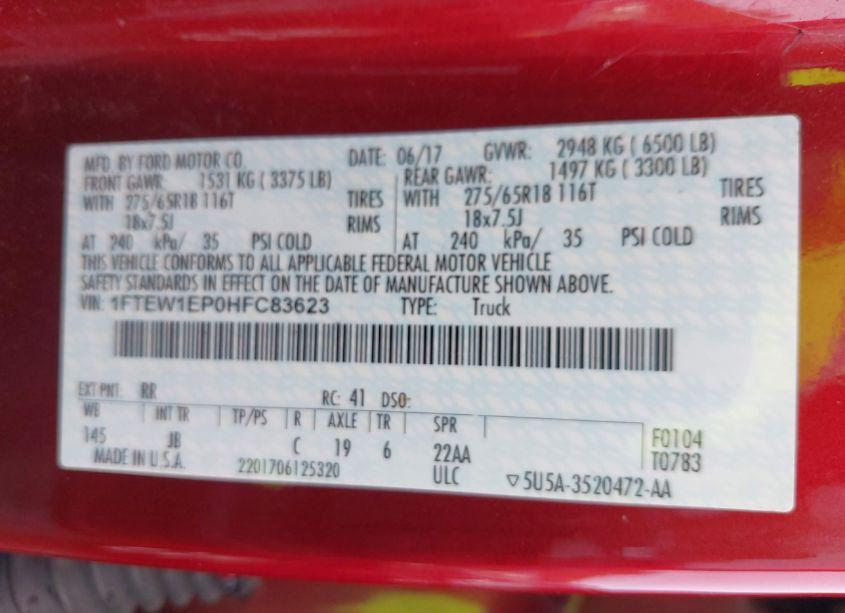 MFD. BY FORD MOTOR CO. DATE: 06/17 GVWR: 2948 KG ( 6500 LB)
FRONT GAWR: 1531 KG ( 3375 LB) REAR GAWR: 1497 KG ( 3300 LB)
WITH 275/65R18 116T TIRES WITH 275/65R18 116T TIRES
18x7.5J RIMS 18x7.5J RIMS
AT 240 kPa/ 35 PSI COLD AT 240 kPa/ 35 PSI COLD
THIS VEHICLE CONFORMS TO ALL APPLICABLE FEDERAL MOTOR VEHICLE
SAFETY STANDARDS IN EFFECT ON THE DATE OF MANUFACTURE SHOWN ABOVE.
VIN: 1FTEW1EP0HFC83623 TYPE: Truck
EXT PNT: RR RC: 41 DSO:
WB INT TR TP/PS R AXLE TR SPR
145 JB C 19 6 22AA F0104
MADE IN U.S.A. 2201706125320 ULC T0783
▽5U5A-3520472-AA